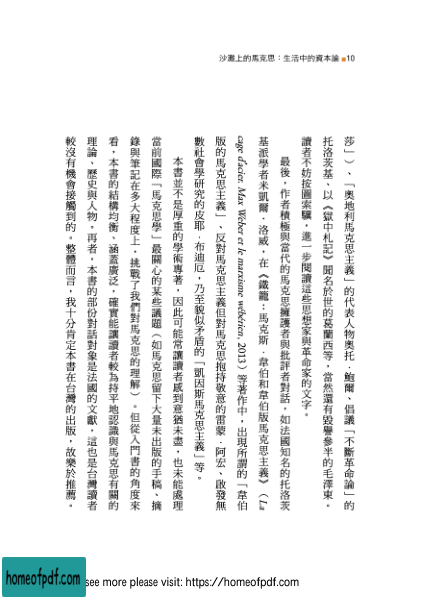 沙灘上的馬克思：生活中的資本論 ■10
莎」）、「奧地利馬克思主義」的代表人物奧托．鮑爾、倡議「不斷革命論」的
托洛茨基、以《獄中札記》聞名於世的葛蘭西等，當然還有毀譽參半的毛澤東。
讀者不妨按圖索驥，進一步閱讀這些思想家與革命家的文字。
最後，作者積極與當代的馬克思擁護者與批評者對話，如法國知名的托洛茨
基派學者米凱爾．洛威，在《鐵籠：馬克斯．韋伯和韋伯版馬克思主義》（La
cage d'acier. Max Weber et le marxisme wébérien, 2013）等著作中，出現所謂的「韋伯
版的馬克思主義」、反對馬克思主義但對馬克思抱持敬意的雷蒙．阿宏、啟發無
數社會學研究的皮耶．布迪厄，乃至貌似矛盾的「凱因斯馬克思主義」等。
本書並不是厚重的學術專著，因此可能常讓讀者感到意猶未盡，也未能處理
當前國際「馬克思學」最關心的某些議題（如馬克思留下大量未出版的手稿、摘
錄與筆記在多大程度上，挑戰了我們對馬克思的理解）。但從入門書的角度來
看，本書的結構均衡、涵蓋廣泛，確實能讓讀者較為持平地認識與馬克思有關的
理論、歷史與人物。再者，本書的部份對話對象是法國的文獻，這也是台灣讀者
較沒有機會接觸到的。整體而言，我十分肯定本書在台灣的出版，故樂於推薦。
homeofpdf.com
see more please visit: https://homeofpdf.com